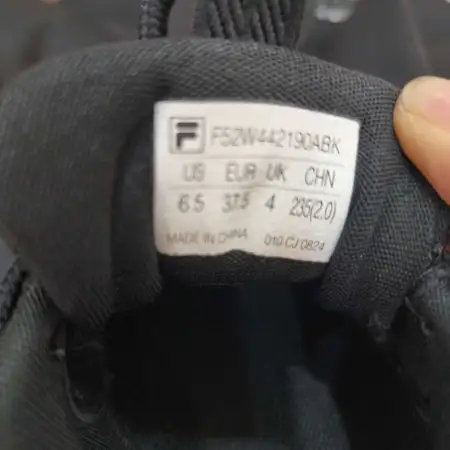 F52W442190ABK
US EUR UK CHN
6.5 37.5 4 235(2.0)
MADE IN CHINA 010 CJ 0824